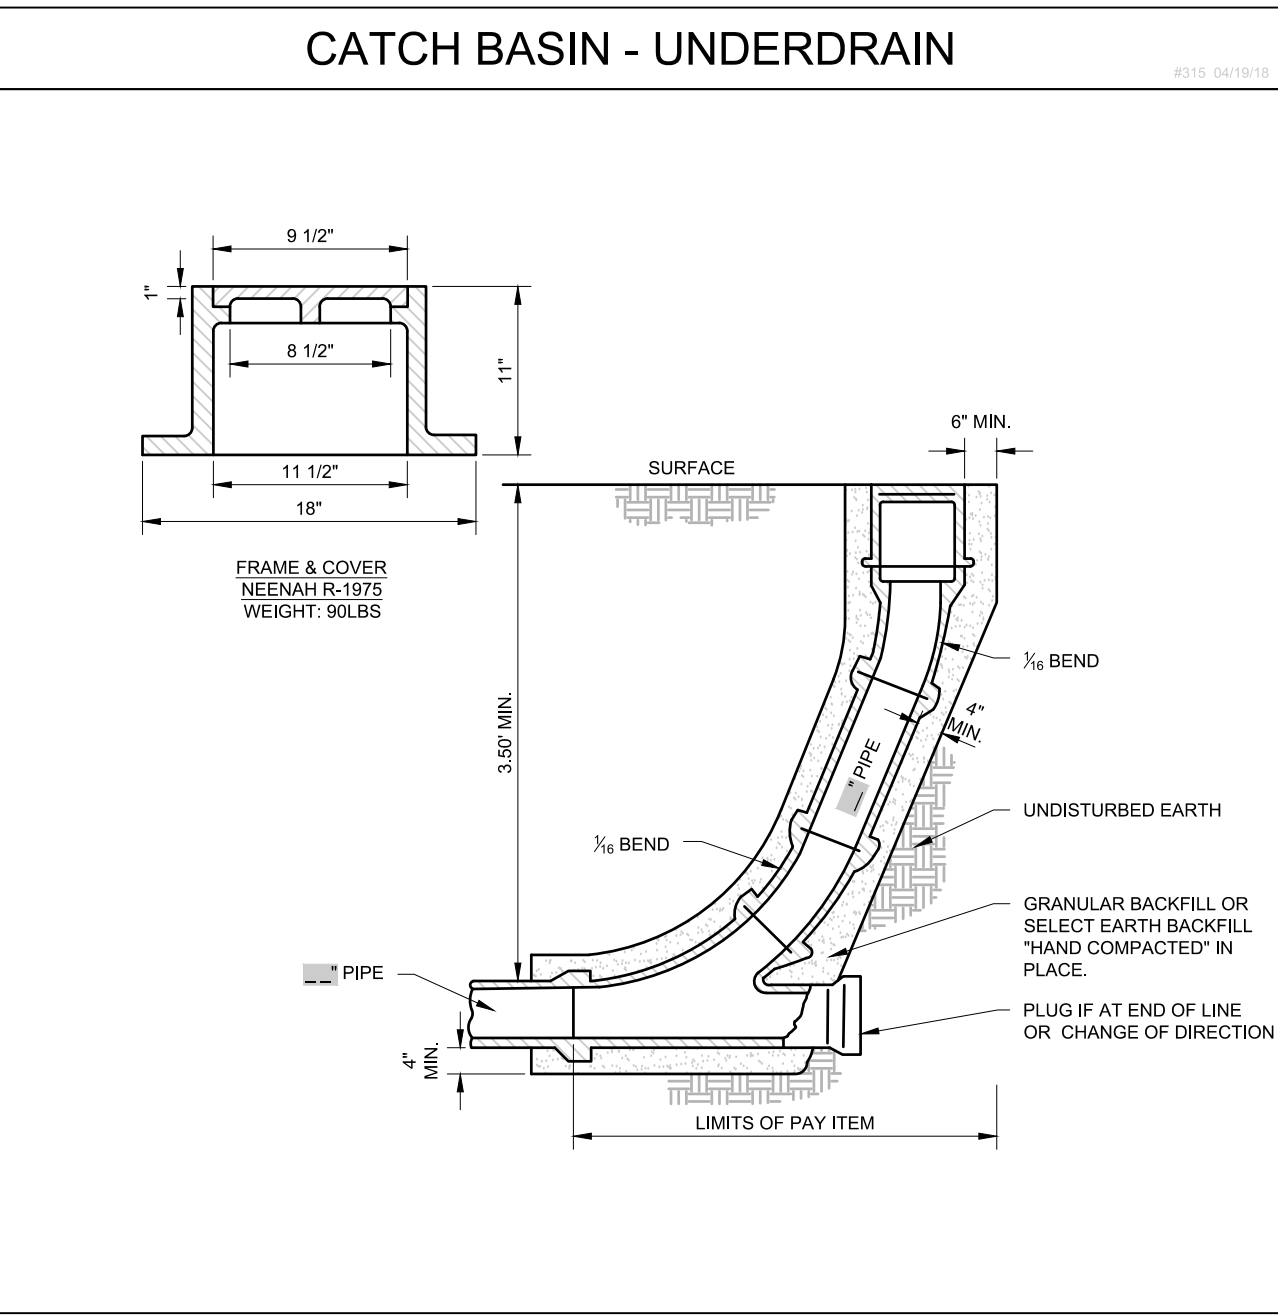 CATCH BASIN - UNDERDRAIN
#315 04/19/18
9 1/2"
1"
8 1/2"
11"
11 1/2"
18"
FRAME & COVER
NEENAH R-1975
WEIGHT: 90LBS
6" MIN.
SURFACE
1/16 BEND
4"
MIN.
3.50' MIN.
__" PIPE
UNDISTURBED EARTH
1/16 BEND
GRANULAR BACKFILL OR
SELECT EARTH BACKFILL
"HAND COMPACTED" IN
PLACE.
__" PIPE
PLUG IF AT END OF LINE
OR CHANGE OF DIRECTION
4"
MIN.
LIMITS OF PAY ITEM